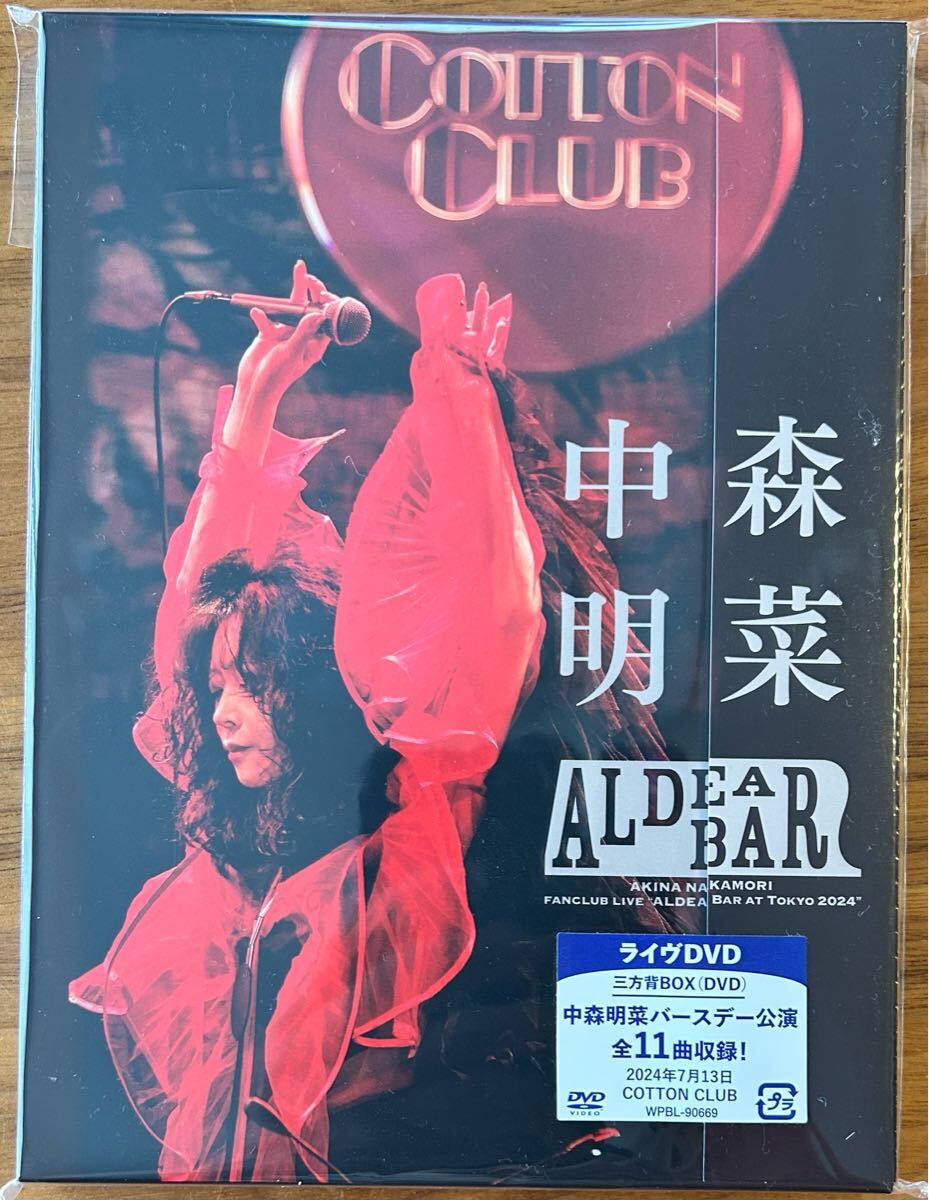 COTTON
CLUB
中森
明菜
ALDEA
BAR
AKINA NAKAMORI
FANCLUB LIVE “ALDEA BAR AT TOKYO 2024”
ライヴDVD
三方背BOX(DVD)
中森明菜バースデー公演
全11曲収録!
2024年7月13日
COTTON CLUB
WPBL-90669
DVD
VIDEO
プラ